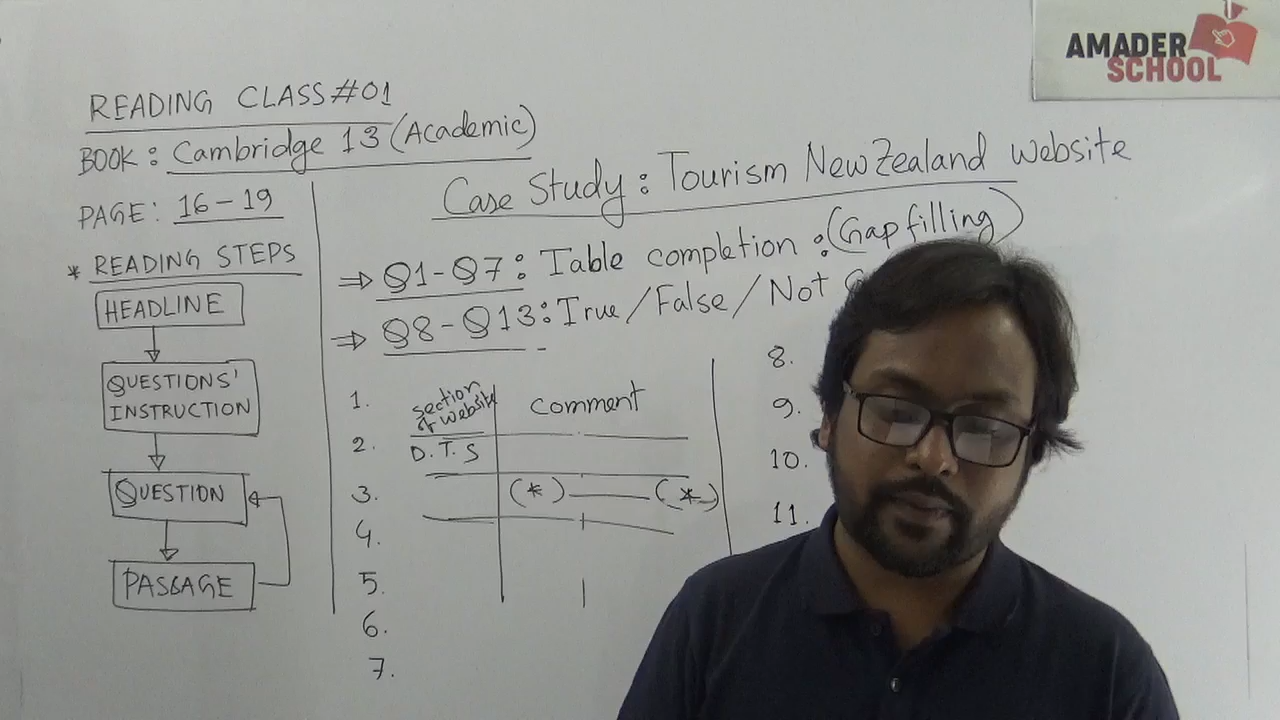 AMADER
SCHOOL
READING CLASS#01
BOOK: Cambridge 13 (Academic)
PAGE: 16-19
* READING STEPS
HEADLINE
QUESTIONS'
INSTRUCTION
QUESTION
PASSAGE
Case Study: Tourism New Zealand website
⇒ Q1-Q7: Table completion: (Gap filling)
⇒ Q8-Q13: True/False/Not
1.
2.
3.
4.
5.
6.
7.
section
of website
comment
D.T.S
(*) — (*)
8.
9.
10.
11.